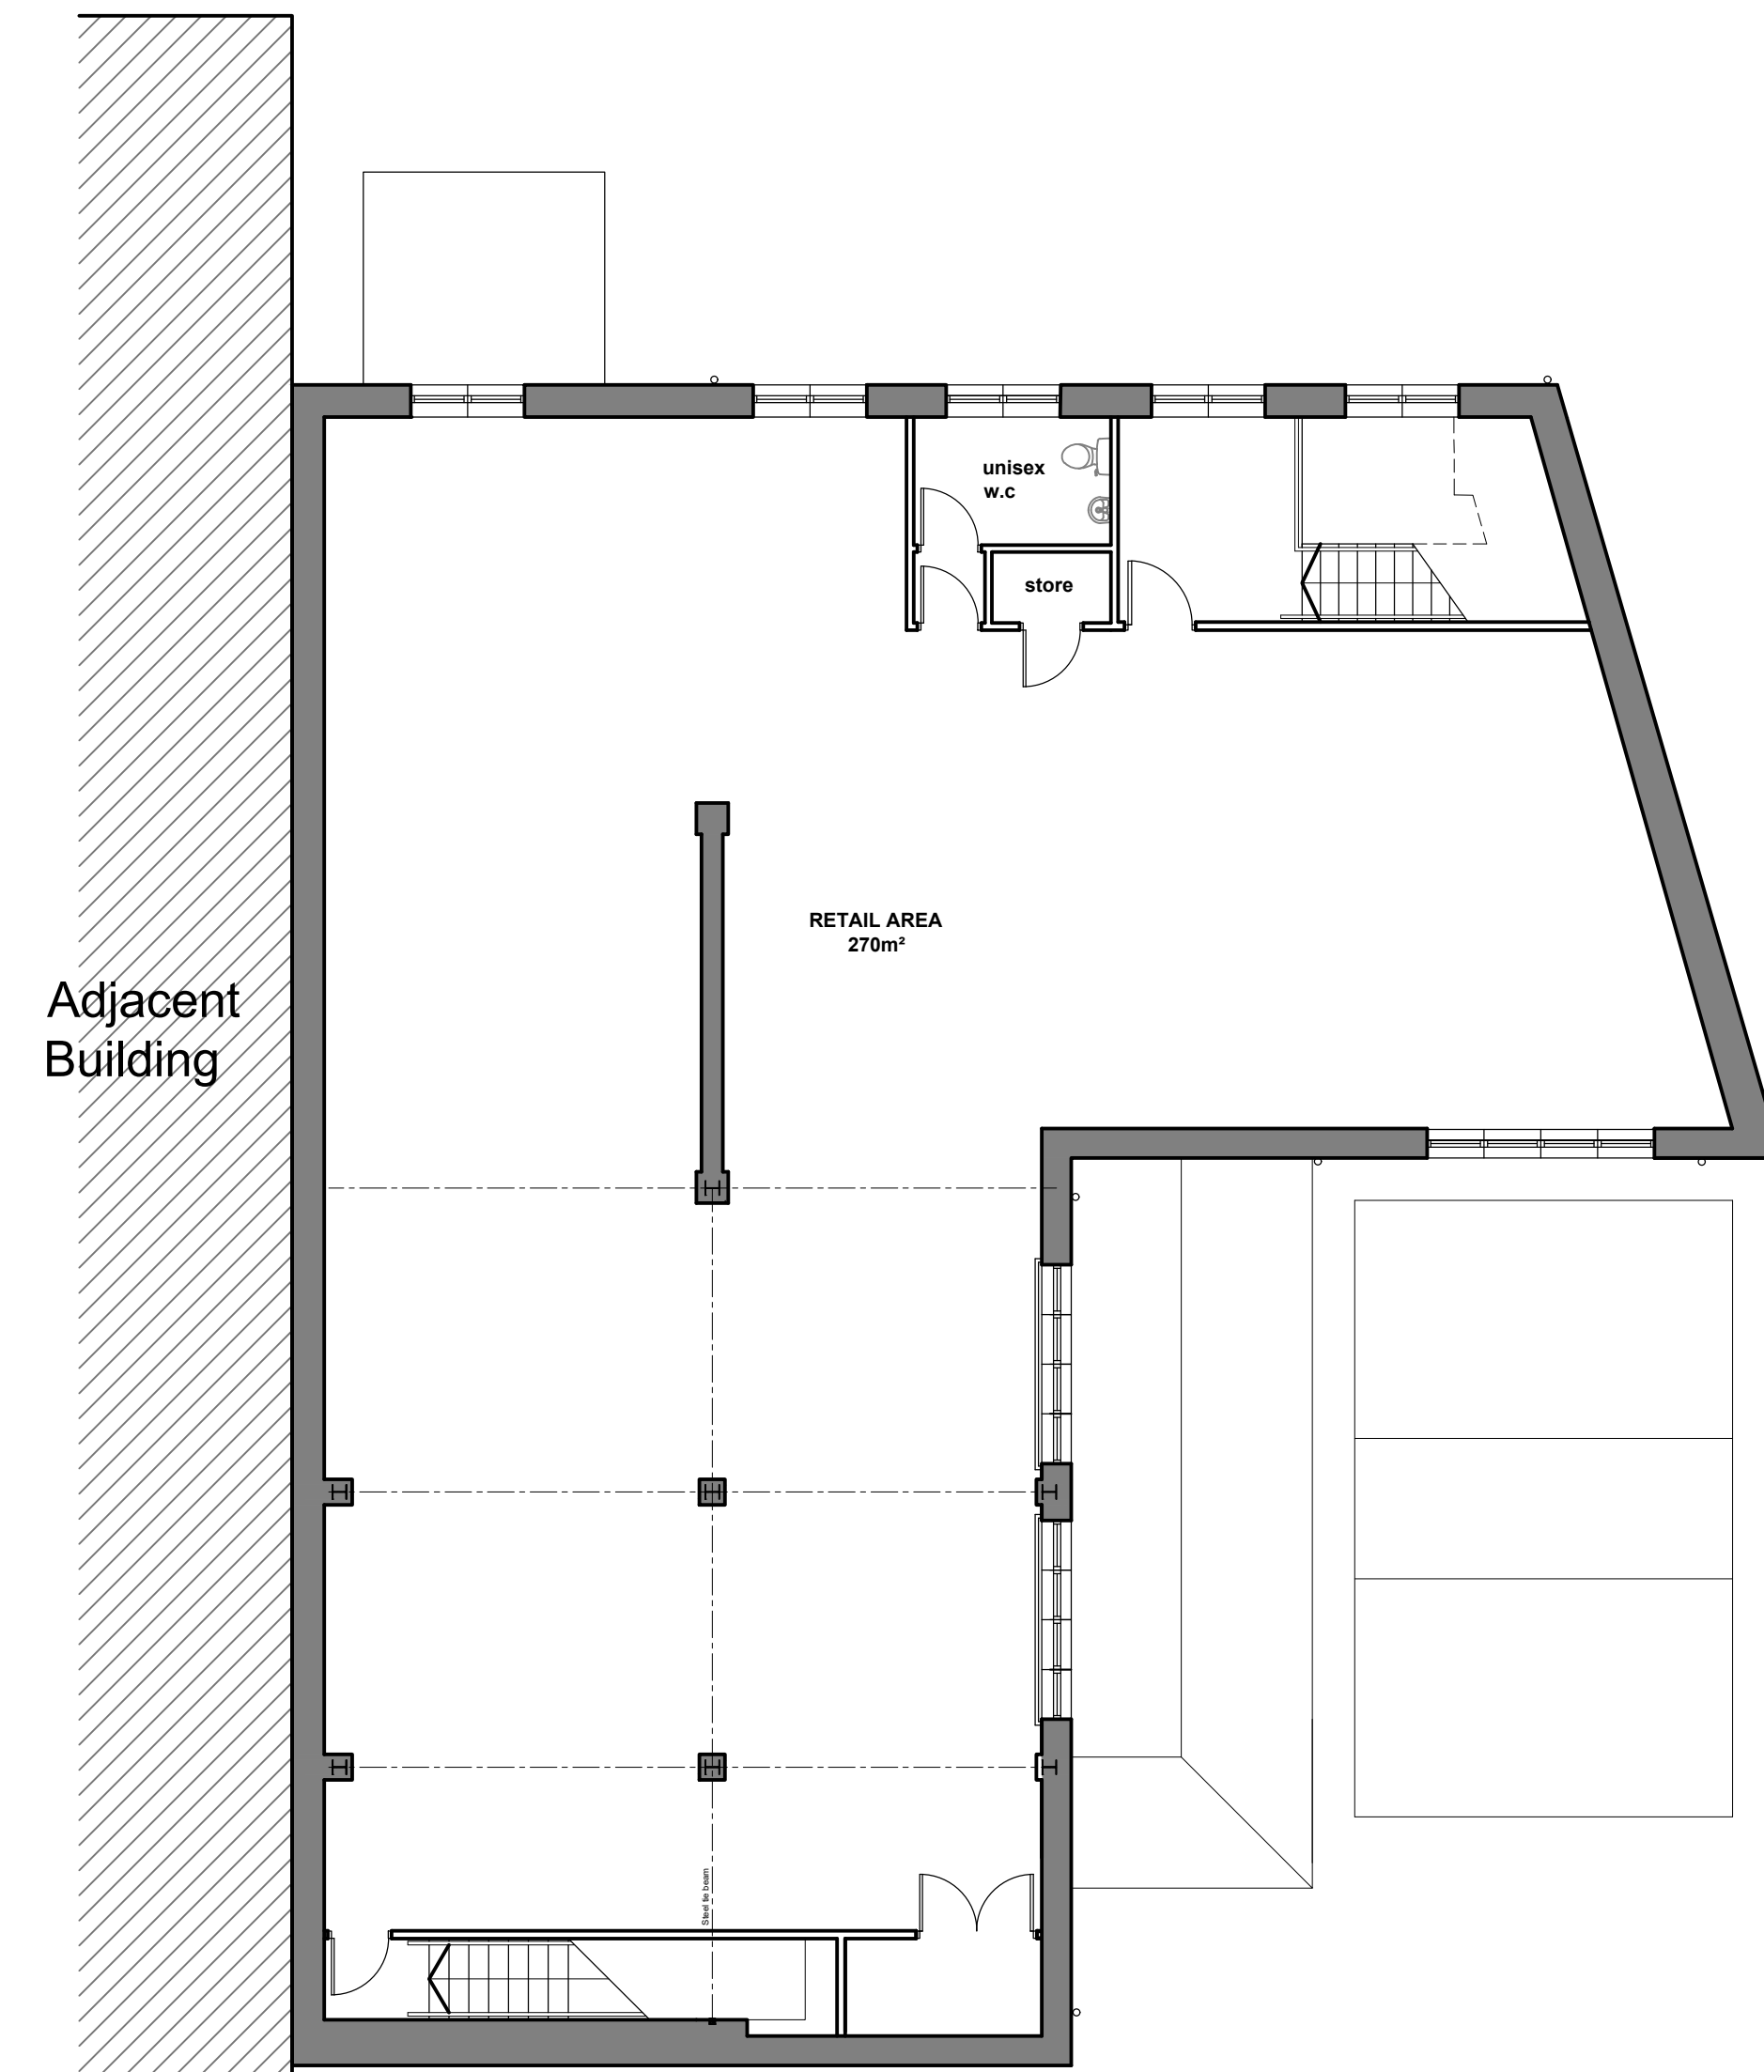 unisex
w.c
store
RETAIL AREA
270m²
Adjacent
Building
Steel tie beam